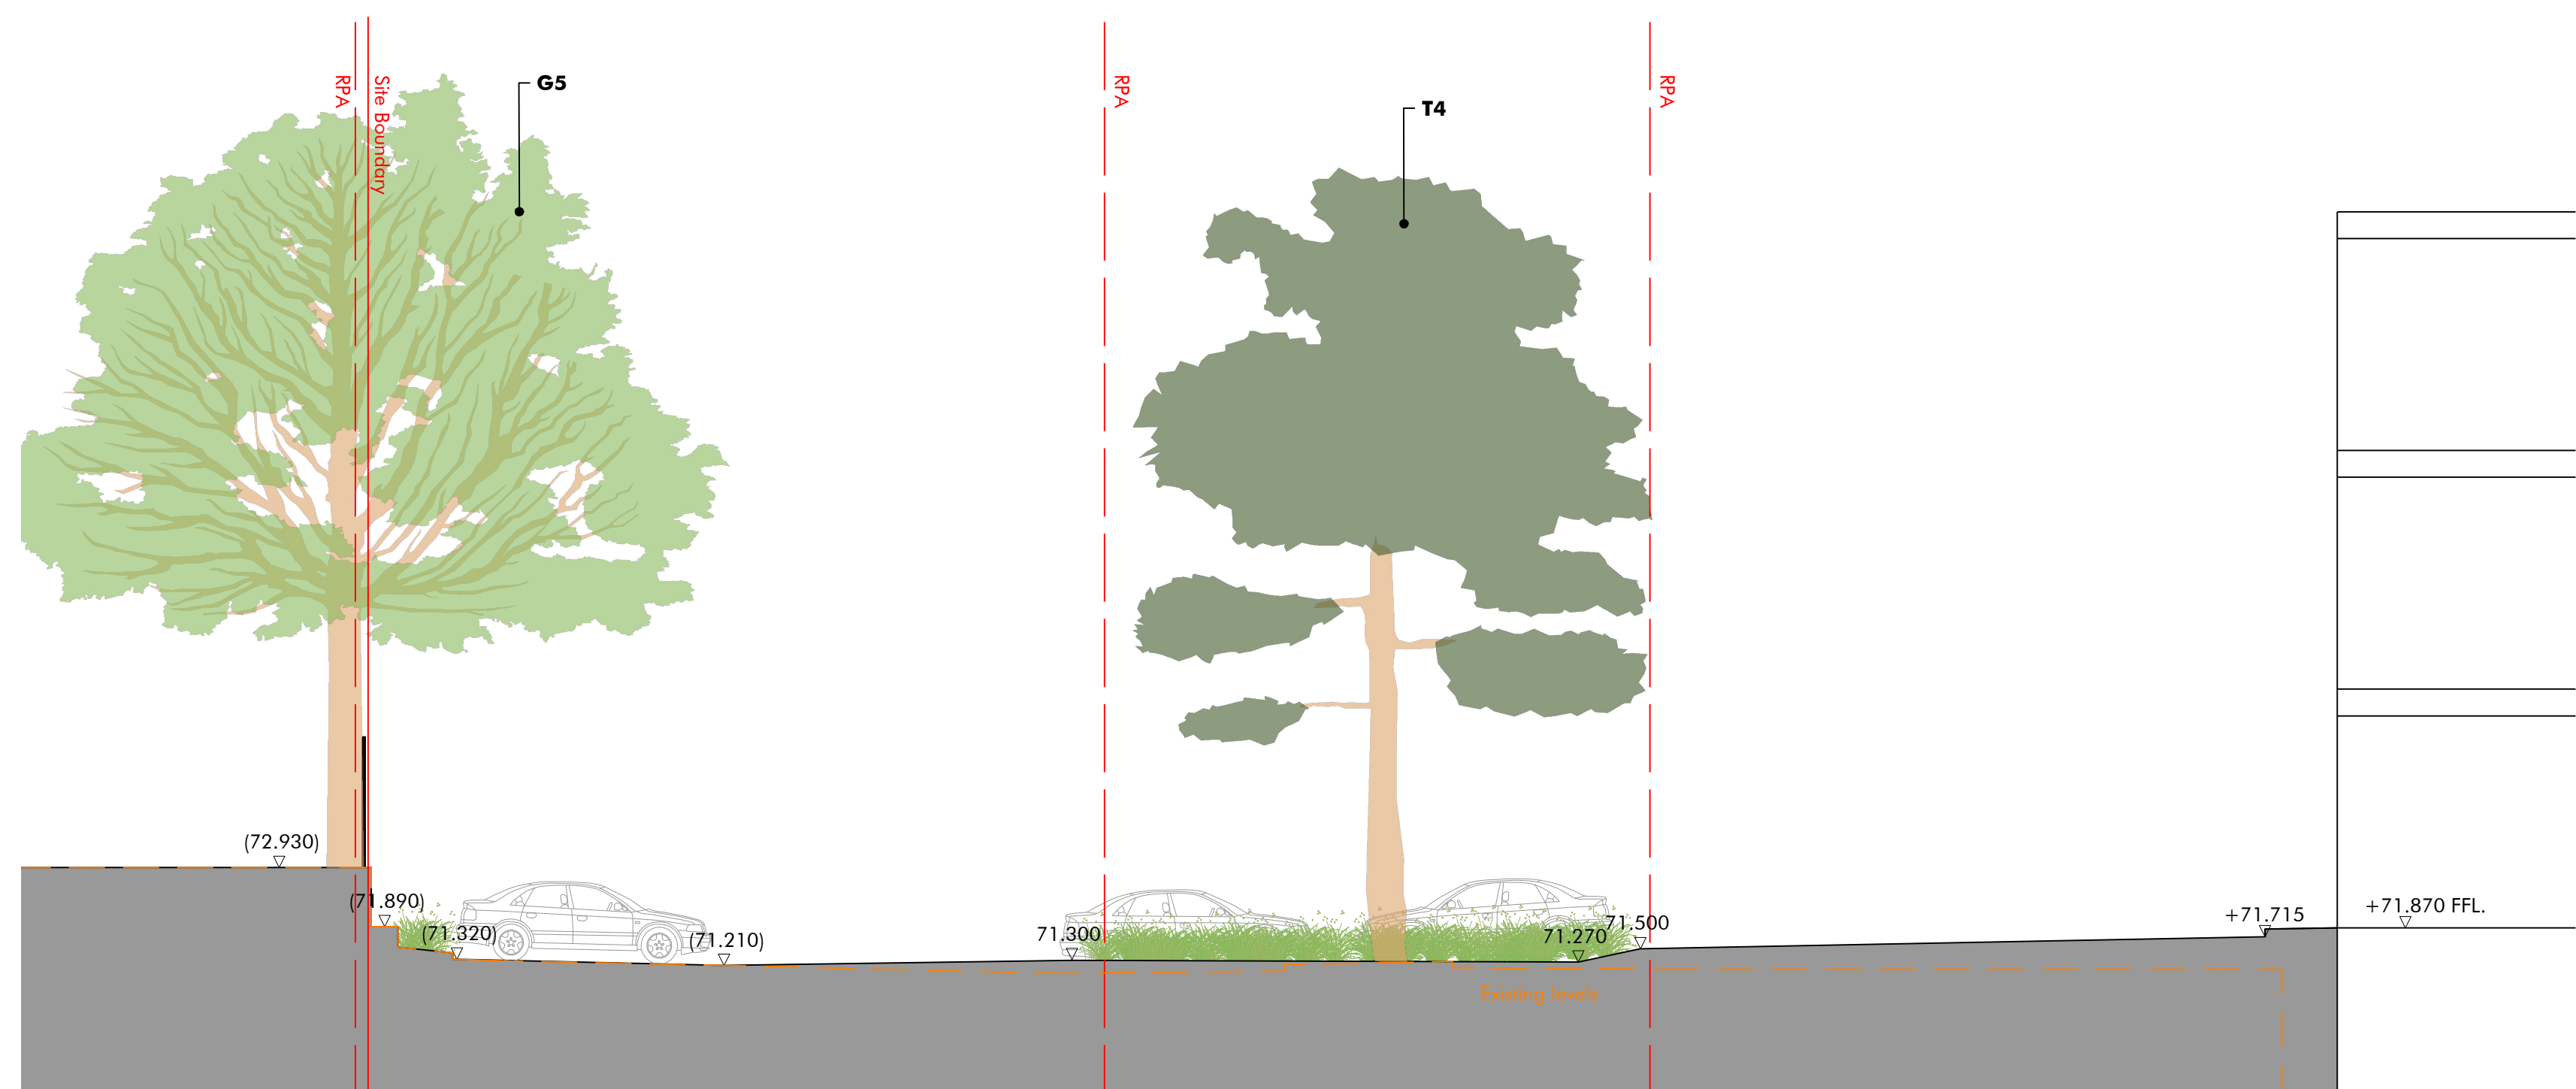 RPA
Site Boundary
G5
RPA
T4
RPA
(72.930)
(71.890)
(71.320)
(71.210)
71.300
71.270
71.500
+71.715
+71.870 FFL.
Existing levels